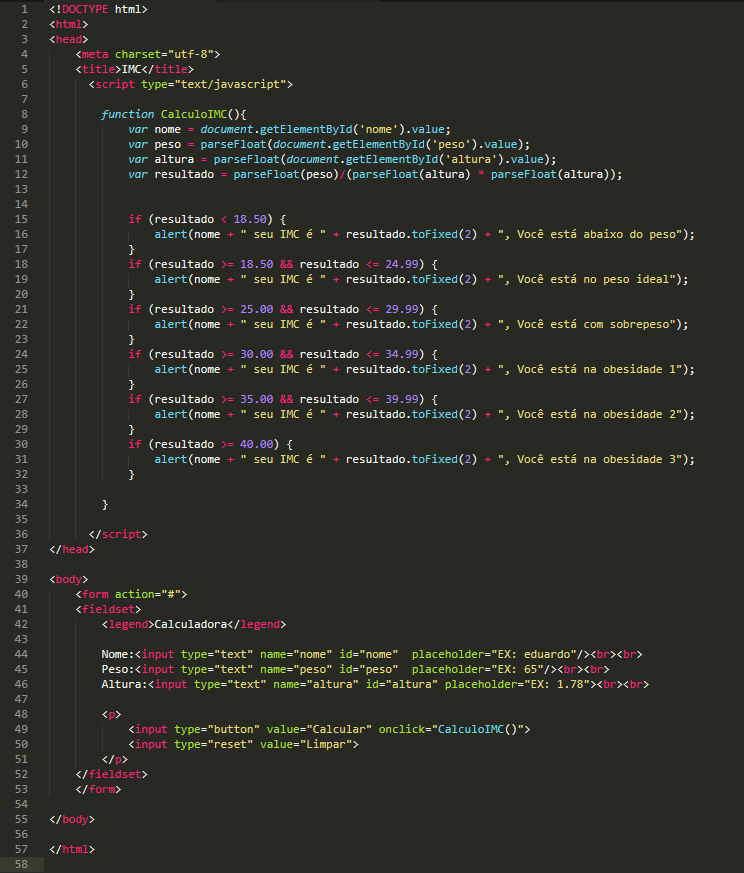 1 <!DOCTYPE html>
2 <html>
3 <head>
4     <meta charset="utf-8">
5     <title>IMC</title>
6       <script type="text/javascript">
7
8         function CalculoIMC(){
9             var nome = document.getElementById('nome').value;
10             var peso = parseFloat(document.getElementById('peso').value);
11             var altura = parseFloat(document.getElementById('altura').value);
12             var resultado = parseFloat(peso)/(parseFloat(altura) * parseFloat(altura));
13
14
15             if (resultado < 18.50) {
16                 alert(nome + " seu IMC é " + resultado.toFixed(2) + ", Você está abaixo do peso");
17             }
18             if (resultado >= 18.50 && resultado <= 24.99) {
19                 alert(nome + " seu IMC é " + resultado.toFixed(2) + ", Você está no peso ideal");
20             }
21             if (resultado >= 25.00 && resultado <= 29.99) {
22                 alert(nome + " seu IMC é " + resultado.toFixed(2) + ", Você está com sobrepeso");
23             }
24             if (resultado >= 30.00 && resultado <= 34.99) {
25                 alert(nome + " seu IMC é " + resultado.toFixed(2) + ", Você está na obesidade 1");
26             }
27             if (resultado >= 35.00 && resultado <= 39.99) {
28                 alert(nome + " seu IMC é " + resultado.toFixed(2) + ", Você está na obesidade 2");
29             }
30             if (resultado >= 40.00) {
31                 alert(nome + " seu IMC é " + resultado.toFixed(2) + ", Você está na obesidade 3");
32             }
33
34         }
35
36       </script>
37 </head>
38
39 <body>
40     <form action="#">
41     <fieldset>
42         <legend>Calculadora</legend>
43
44         Nome:<input type="text" name="nome" id="nome"  placeholder="EX: eduardo"/><br><br>
45         Peso:<input type="text" name="peso" id="peso"  placeholder="EX: 65"/><br><br>
46         Altura:<input type="text" name="altura" id="altura" placeholder="EX: 1.78"><br><br>
47
48         <p>
49             <input type="button" value="Calcular" onclick="CalculoIMC()">
50             <input type="reset" value="Limpar">
51         </p>
52     </fieldset>
53     </form>
54
55 </body>
56
57 </html>
58